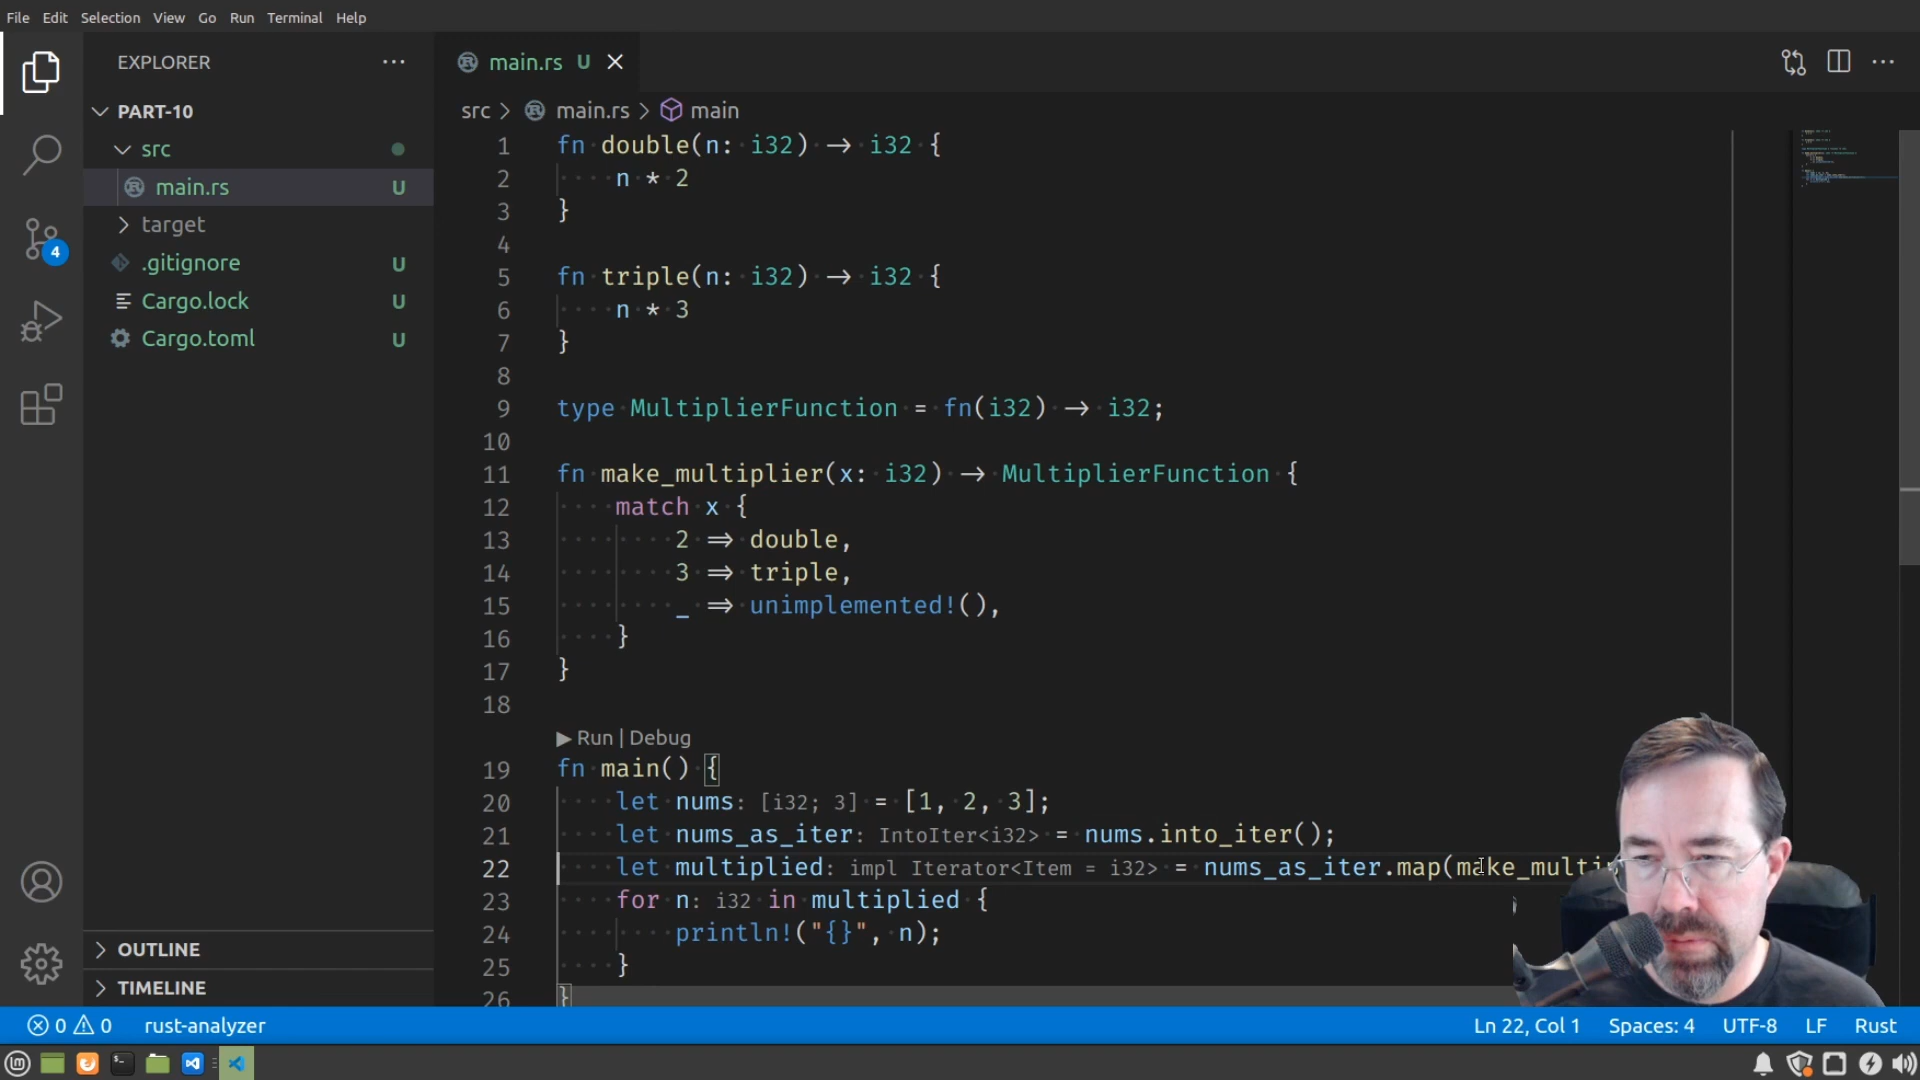 File Edit Selection View Go Run Terminal Help
EXPLORER ···
main.rs U
PART-10
src
main.rs U
target
.gitignore U
Cargo.lock U
Cargo.toml U
OUTLINE
TIMELINE
src > main.rs > main
1 fn double(n: i32) → i32 {
2 n * 2
3 }
4
5 fn triple(n: i32) → i32 {
6 n * 3
7 }
8
9 type MultiplierFunction = fn(i32) → i32;
10
11 fn make_multiplier(x: i32) → MultiplierFunction {
12 match x {
13 2 ⇒ double,
14 3 ⇒ triple,
15 _ ⇒ unimplemented!(),
16 }
17 }
18
▶ Run | Debug
19 fn main() {
20 let nums: [i32; 3] = [1, 2, 3];
21 let nums_as_iter: IntoIter<i32> = nums.into_iter();
22 let multiplied: impl Iterator<Item = i32> = nums_as_iter.map(
23 for n: i32 in multiplied {
24 println!("{}", n);
25 }
26 }
4
0 0 rust-analyzer Ln 22, Col 1 Spaces: 4 UTF-8 LF Rust